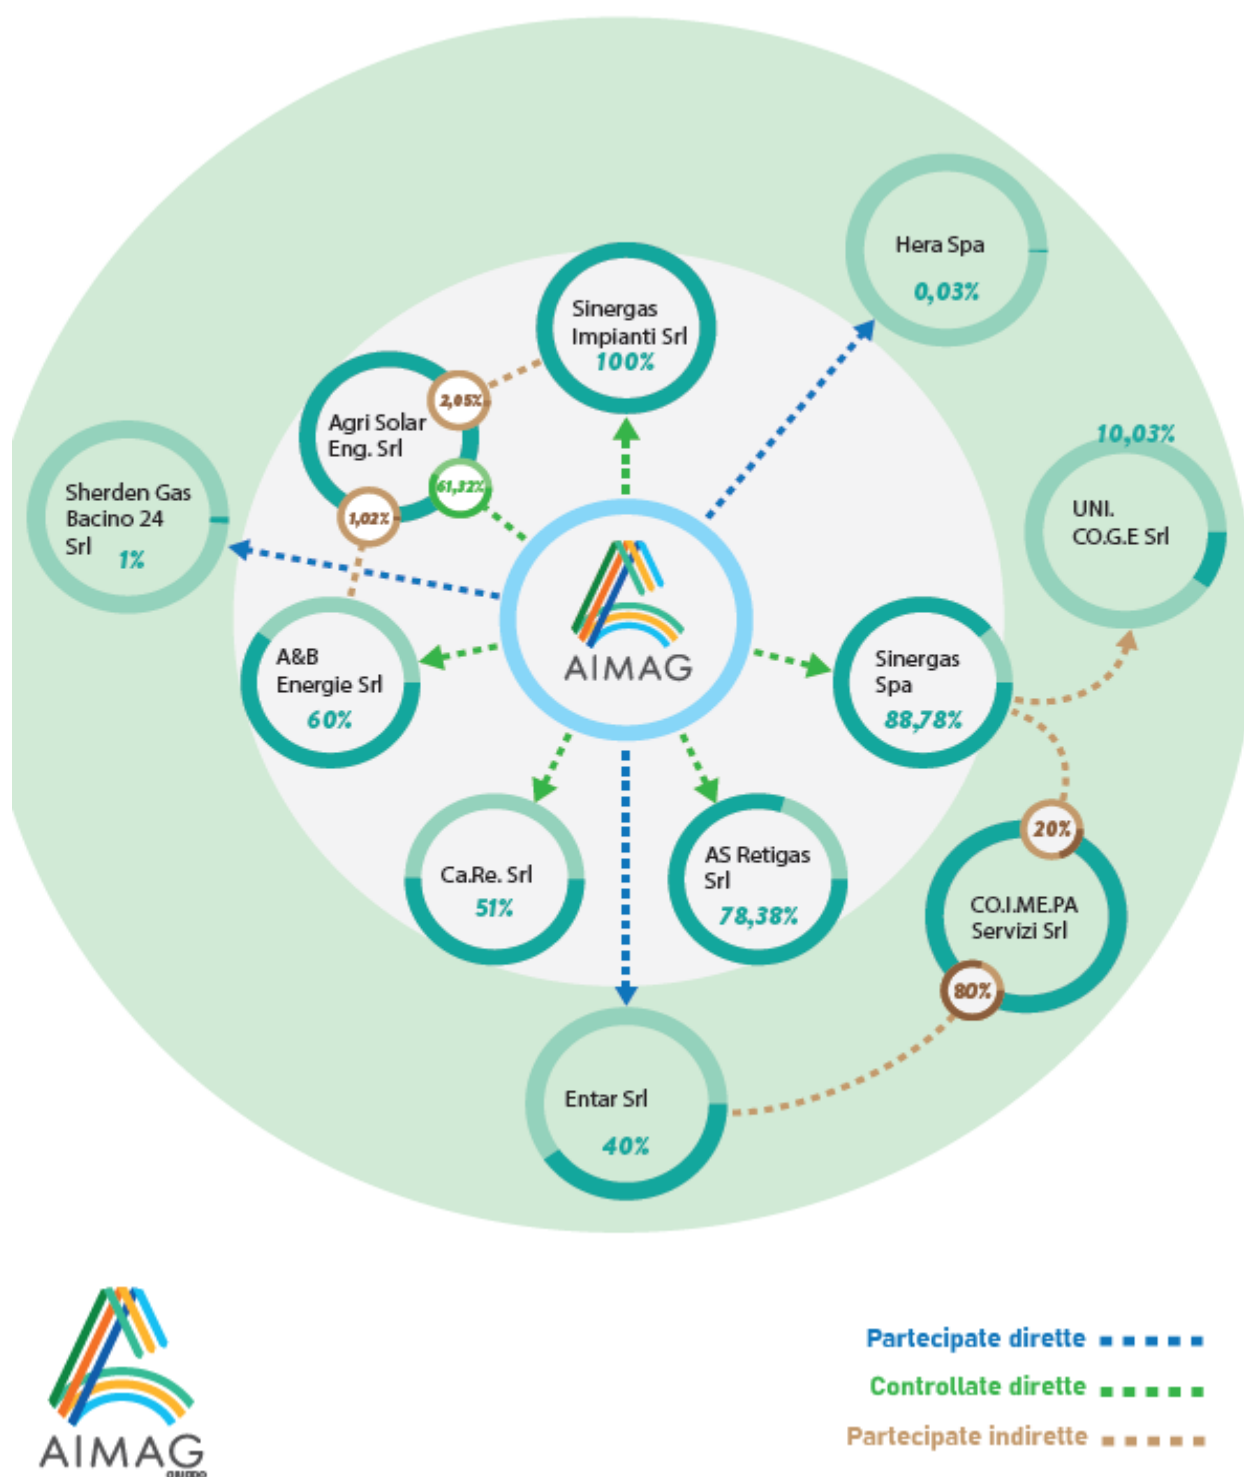 Hera Spa
0,03%
Sinergas
Impianti Srl
100%
2,05%
Agri Solar
Eng. Srl
61,32%
1,02%
10,03%
UNI.
CO.G.E Srl
Sherden Gas
Bacino 24
Srl
1%
AIMAG
A&B
Energie Srl
60%
Sinergas
Spa
88,78%
Ca.Re. Srl
51%
AS Retigas
Srl
78,38%
20%
CO.I.ME.PA
Servizi Srl
80%
Entar Srl
40%
Partecipate dirette
Controllate dirette
Partecipate indirette
AIMAG
GRUPPO